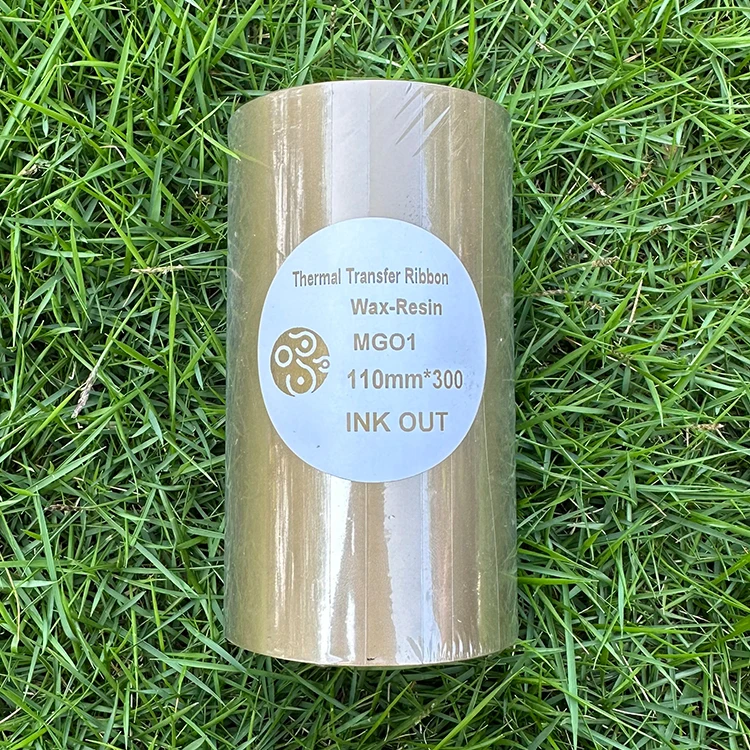 Thermal Transfer Ribbon
Wax-Resin
MGO1
110mm*300
INK OUT